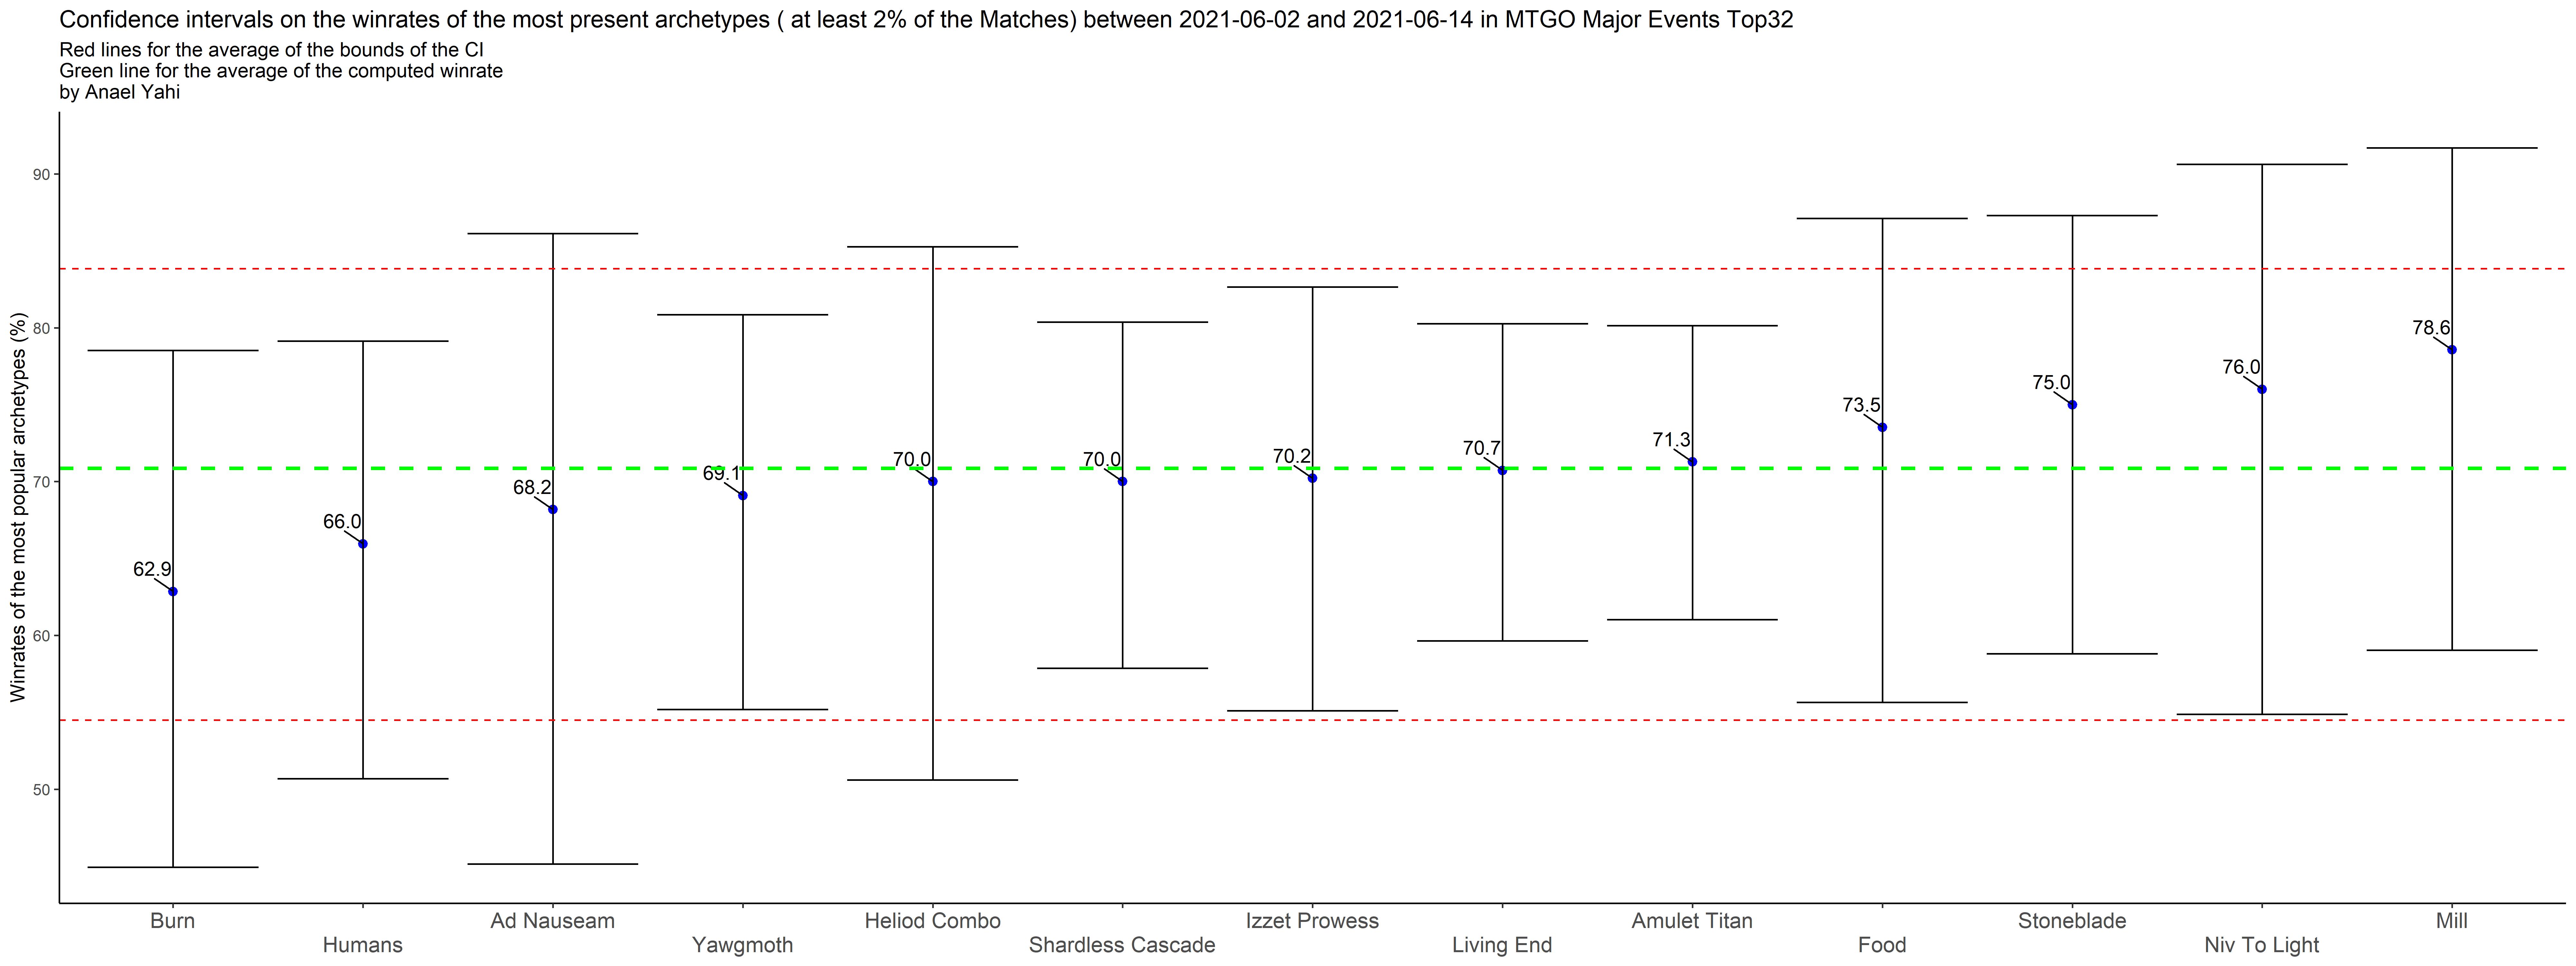 Confidence intervals on the winrates of the most present archetypes ( at least 2% of the Matches) between 2021-06-02 and 2021-06-14 in MTGO Major Events Top32
Red lines for the average of the bounds of the CI
Green line for the average of the computed winrate
by Anael Yahi
Winrates of the most popular archetypes (%)
90
80
70
60
50
62.9
66.0
68.2
69.1
70.0
70.0
70.2
70.7
71.3
73.5
75.0
76.0
78.6
Burn
Humans
Ad Nauseam
Yawgmoth
Heliod Combo
Shardless Cascade
Izzet Prowess
Living End
Amulet Titan
Food
Stoneblade
Niv To Light
Mill